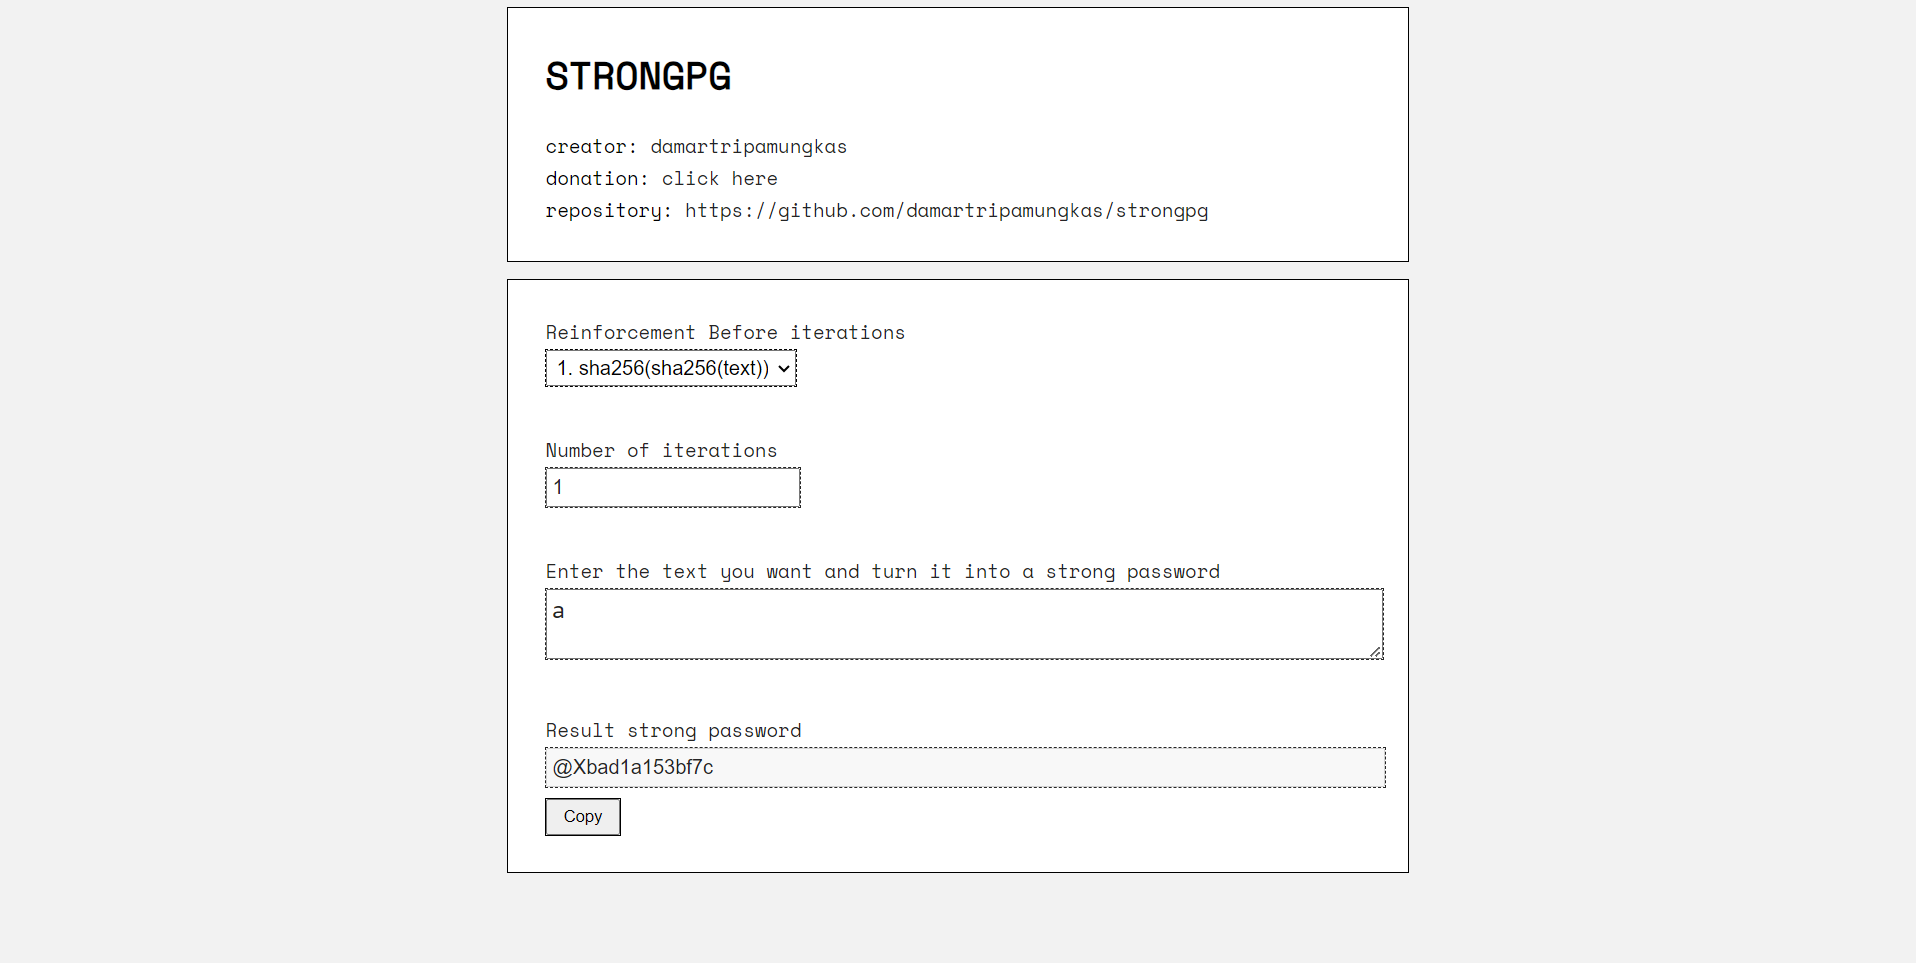 STRONGPG
creator: damartripamungkas
donation: click here
repository: https://github.com/damartripamungkas/strongpg
Reinforcement Before iterations
1. sha256(sha256(text))
Number of iterations
1
Enter the text you want and turn it into a strong password
a
Result strong password
@Xbad1a153bf7c
Copy